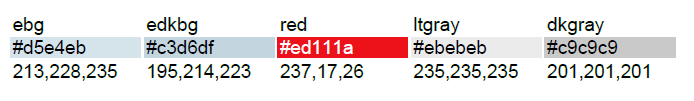 ebg edkbg red ltgray dkgray
#d5e4eb #c3d6df #ed111a #ebebeb #c9c9c9
213,228,235 195,214,223 237,17,26 235,235,235 201,201,201